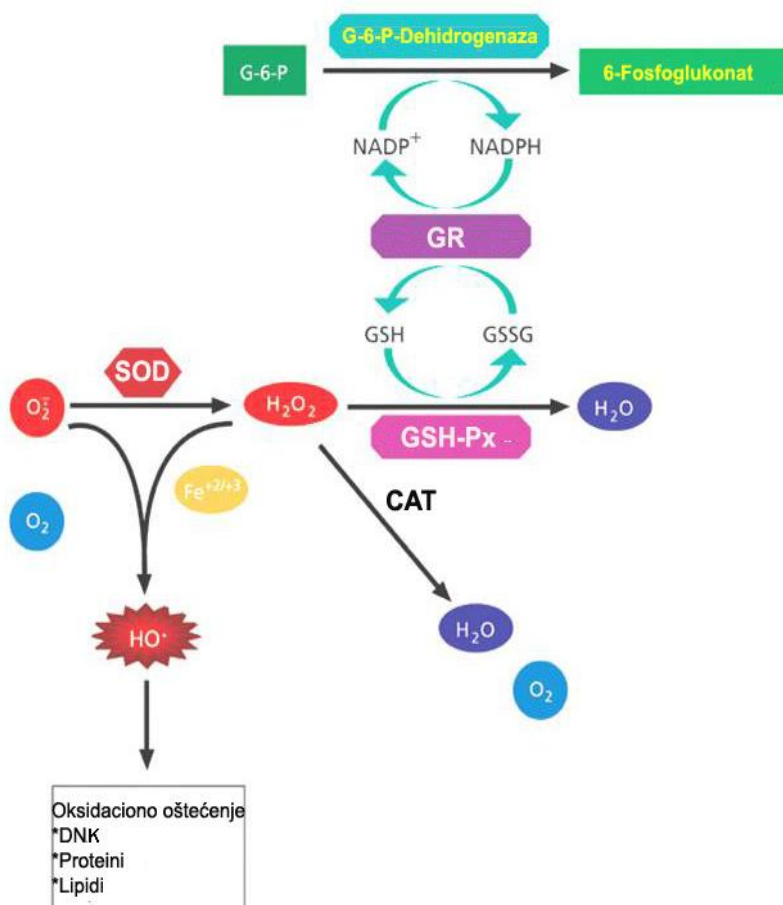 G-6-P-Dehidrogenaza
G-6-P
6-Fosfoglukonat
NADP⁺
NADPH
GR
GSH
GSSG
SOD
O₂⨪
H₂O₂
H₂O
GSH-Px
Fe⁺²/⁺³
CAT
O₂
HO•
H₂O
O₂
Oksidaciono oštećenje
*DNK
*Proteini
*Lipidi